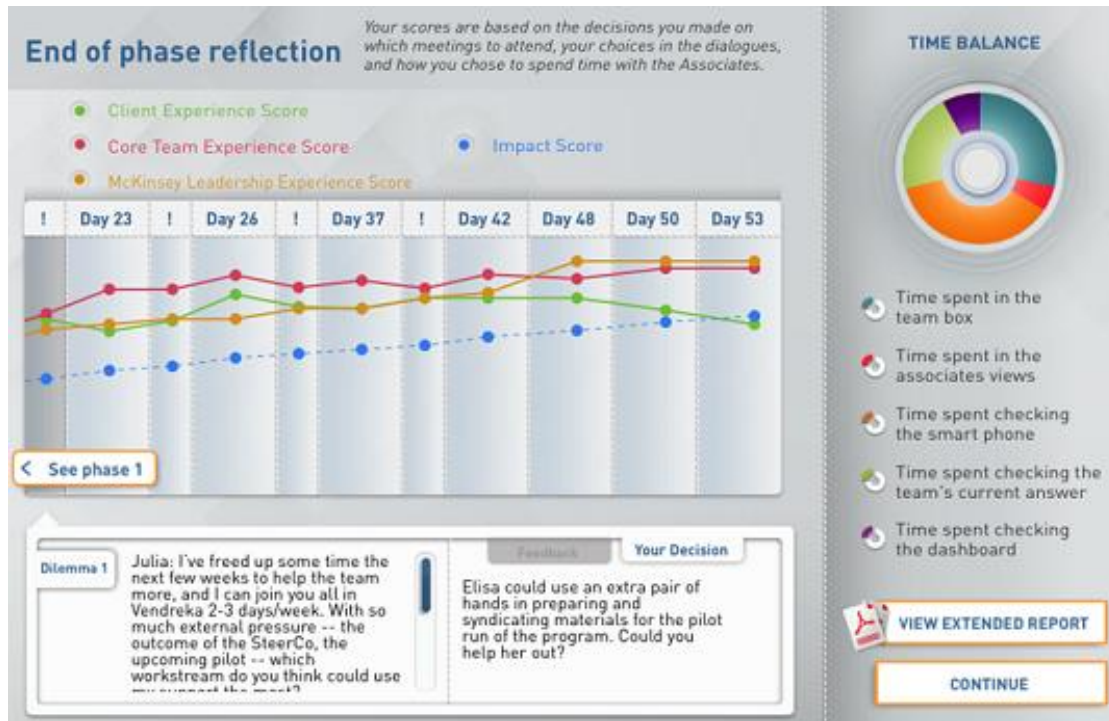 End of phase reflection
Your scores are based on the decisions you made on
which meetings to attend, your choices in the dialogues,
and how you chose to spend time with the Associates.
Client Experience Score
Core Team Experience Score
Impact Score
McKinsey Leadership Experience Score
! Day 23 ! Day 26 ! Day 37 ! Day 42 Day 48 Day 50 Day 53
< See phase 1
Dilemma 1
Julia: I've freed up some time the
next few weeks to help the team
more, and I can join you all in
Vendreka 2-3 days/week. With so
much external pressure -- the
outcome of the SteerCo, the
upcoming pilot -- which
workstream do you think could use
my support the most?
Feedback
Your Decision
Elisa could use an extra pair of
hands in preparing and
syndicating materials for the pilot
run of the program. Could you
help her out?
TIME BALANCE
Time spent in the
team box
Time spent in the
associates views
Time spent checking
the smart phone
Time spent checking the
team's current answer
Time spent checking
the dashboard
VIEW EXTENDED REPORT
CONTINUE